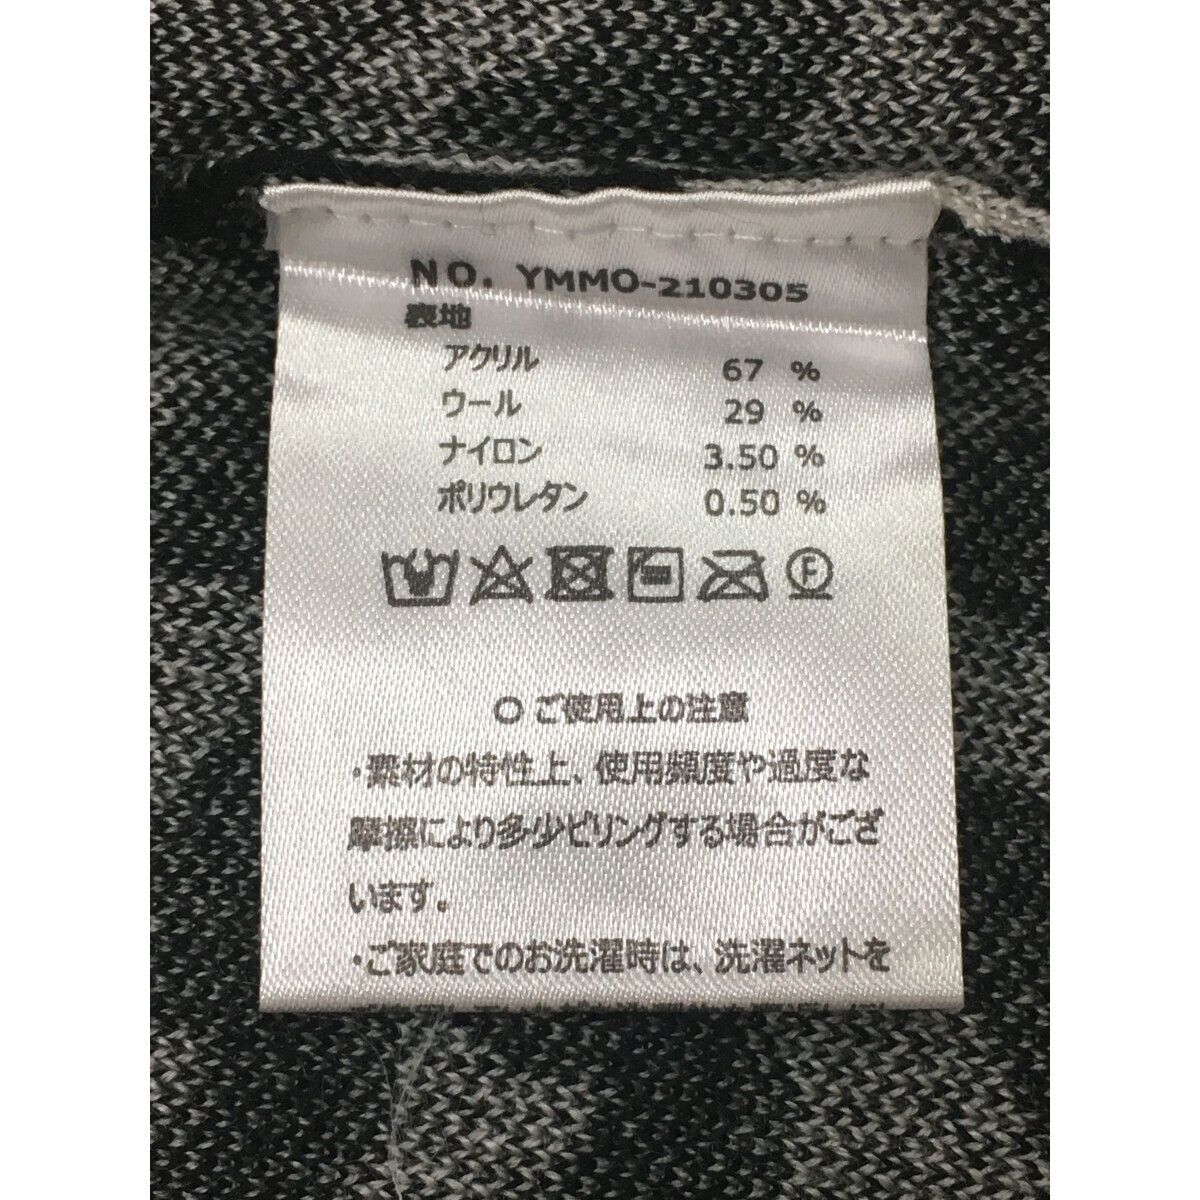 NO. YMMO-210305
表地
アクリル 67 %
ウール 29 %
ナイロン 3.50 %
ポリウレタン 0.50 %
F
○ ご使用上の注意
・素材の特性上、使用頻度や過度な
摩擦により多少ピリングする場合がござ
います。
・ご家庭でのお洗濯時は、洗濯ネットを